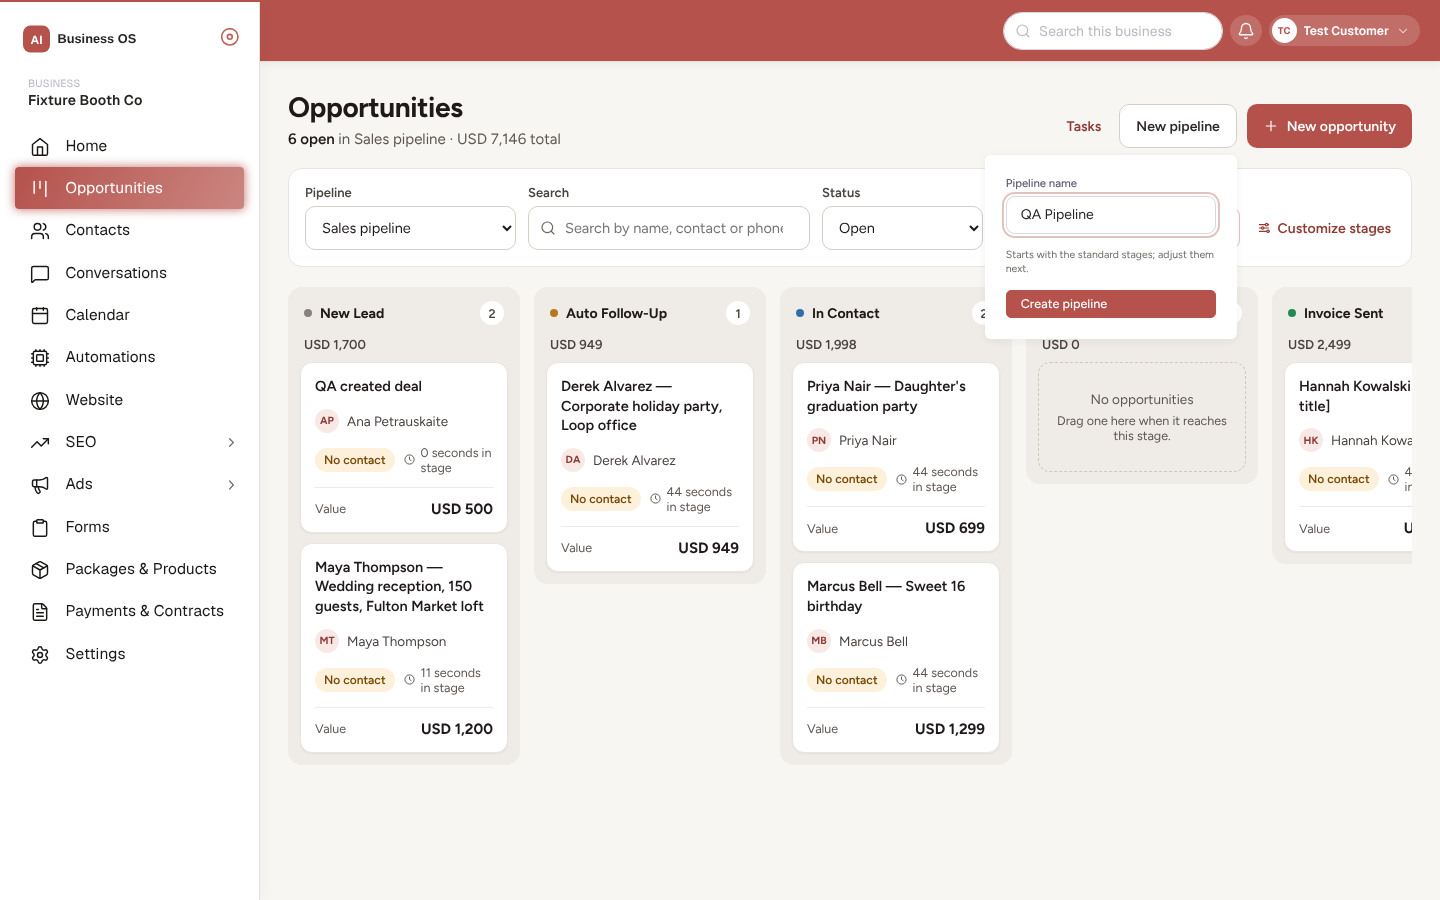 AI Business OS
BUSINESS
Fixture Booth Co
Home
Opportunities
Contacts
Conversations
Calendar
Automations
Website
SEO
Ads
Forms
Packages & Products
Payments & Contracts
Settings
Search this business
TC Test Customer
Opportunities
6 open in Sales pipeline · USD 7,146 total
Tasks
New pipeline
New opportunity
Pipeline
Sales pipeline
Search
Search by name, contact or phone
Status
Open
Customize stages
Pipeline name
QA Pipeline
Starts with the standard stages; adjust them
next.
Create pipeline
New Lead 2
USD 1,700
QA created deal
AP Ana Petrauskaite
No contact 0 seconds in
stage
Value USD 500
Maya Thompson —
Wedding reception, 150
guests, Fulton Market loft
MT Maya Thompson
No contact 11 seconds
in stage
Value USD 1,200
Auto Follow-Up 1
USD 949
Derek Alvarez —
Corporate holiday party,
Loop office
DA Derek Alvarez
No contact 44 seconds
in stage
Value USD 949
In Contact 2
USD 1,998
Priya Nair — Daughter's
graduation party
PN Priya Nair
No contact 44 seconds
in stage
Value USD 699
Marcus Bell — Sweet 16
birthday
MB Marcus Bell
No contact 44 seconds
in stage
Value USD 1,299
USD 0
No opportunities
Drag one here when it reaches
this stage.
Invoice Sent
USD 2,499
Hannah Kowalski
title]
HK Hannah Kowa
No contact
Value